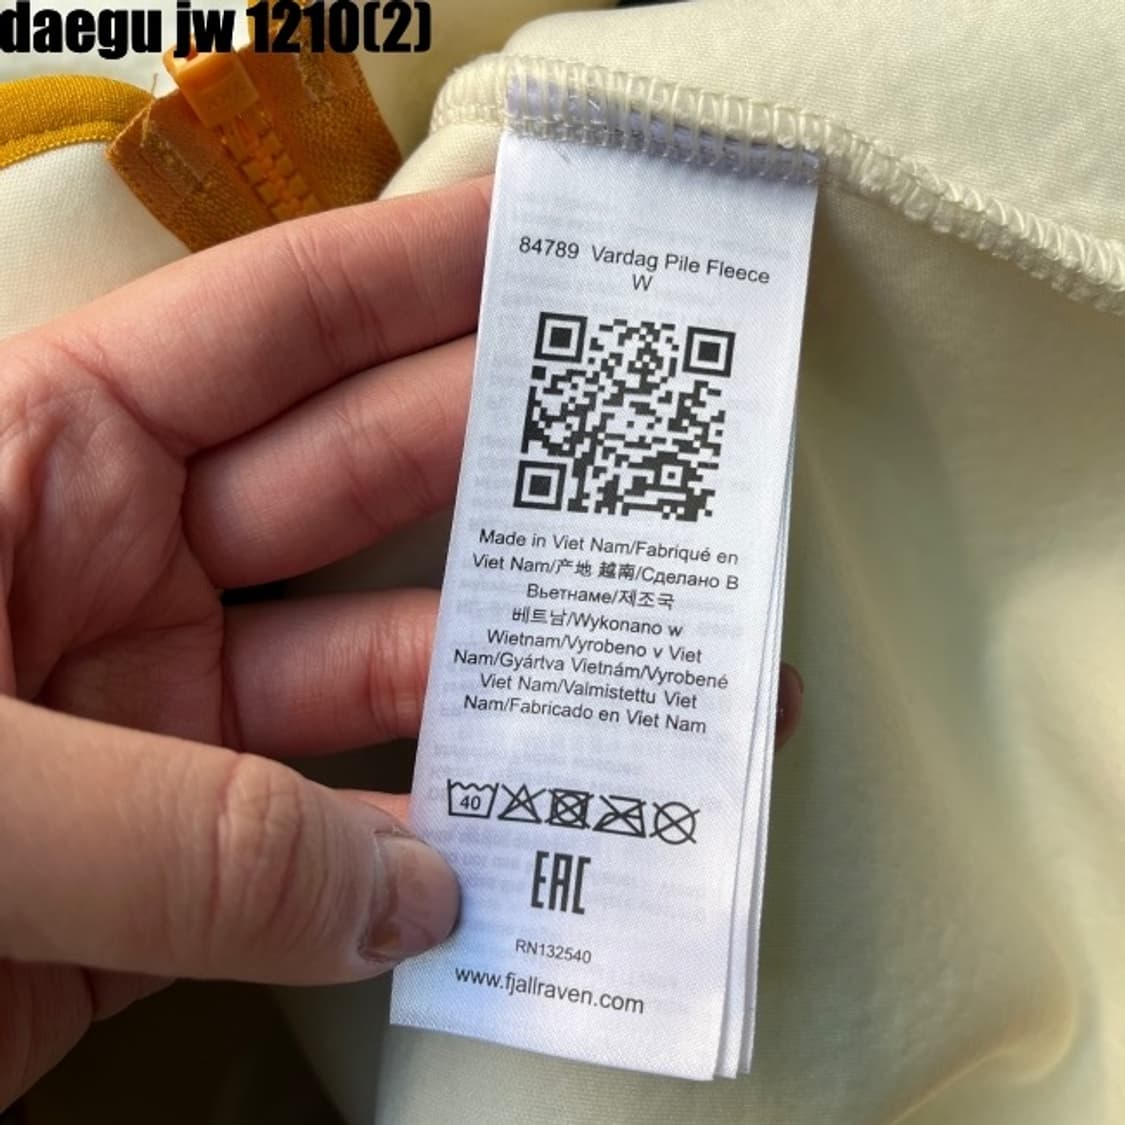 daegu jw 1210(2)
84789 Vardag Pile Fleece
W
Made in Viet Nam/Fabriqué en
Viet Nam/产地 越南/Сделано В
Вьетнаме/제조국
베트남/Wykonano w
Wietnam/Vyrobeno v Viet
Nam/Gyártva Vietnám/Vyrobené
Viet Nam/Valmistettu Viet
Nam/Fabricado en Viet Nam
40
EAC
RN132540
www.fjallraven.com